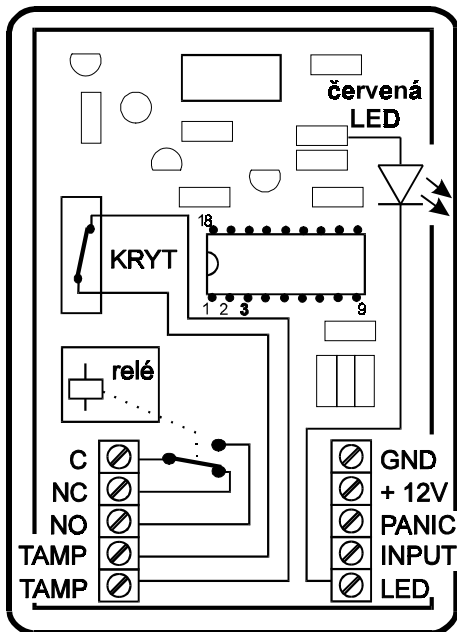 červená
LED
18
KRYT
1 2 3 9
relé
C
NC
NO
TAMP
TAMP
GND
+ 12V
PANIC
INPUT
LED